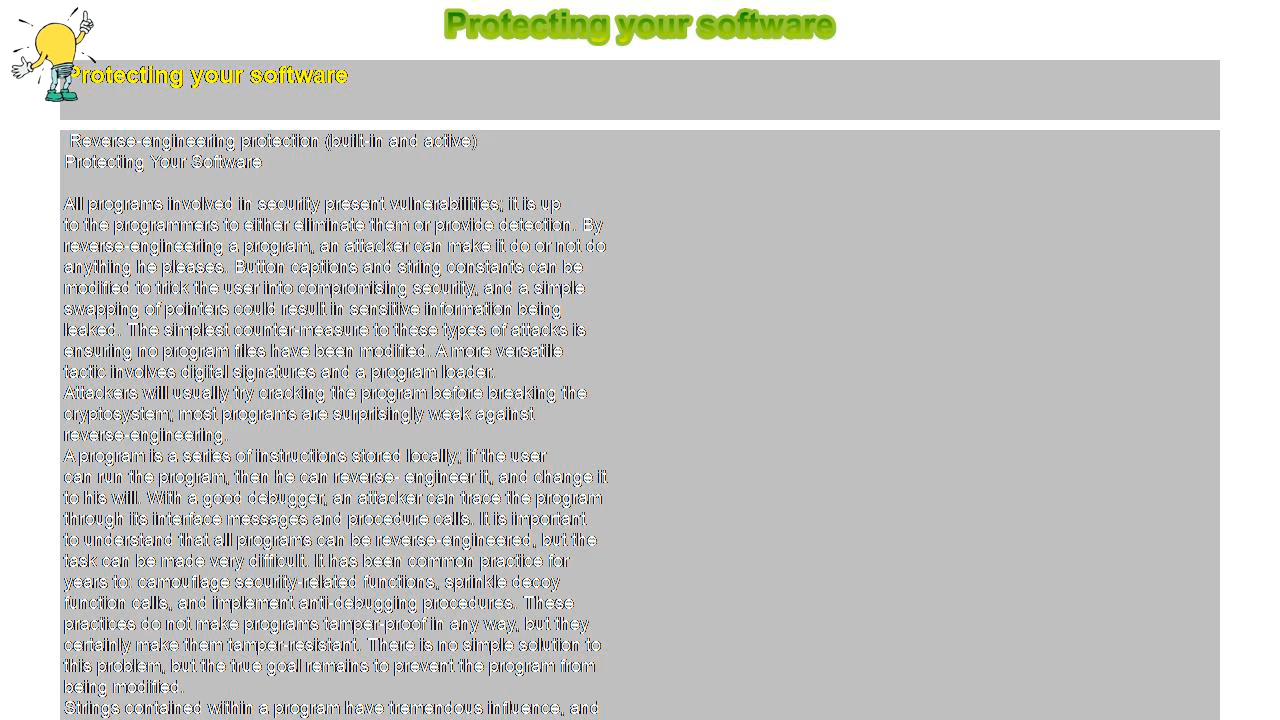 Protecting your software
Protecting your software
Reverse-engineering protection (built-in and active)
Protecting Your Software
All programs involved in security present vulnerabilities; it is up
to the programmers to either eliminate them or provide detection. By
reverse-engineering a program, an attacker can make it do or not do
anything he pleases. Button captions and string constants can be
modified to trick the user into compromising security, and a simple
swapping of pointers could result in sensitive information being
leaked. The simplest counter-measure to these types of attacks is
ensuring no program files have been modified. A more versatile
tactic involves digital signatures and a program loader.
Attackers will usually try cracking the program before breaking the
cryptosystem; most programs are surprisingly weak against
reverse-engineering.
A program is a series of instructions stored locally; if the user
can run the program, then he can reverse- engineer it, and change it
to his will. With a good debugger, an attacker can trace the program
through its interface messages and procedure calls. It is important
to understand that all programs can be reverse-engineered, but the
task can be made very difficult. It has been common practice for
years to: camouflage security-related functions, sprinkle decoy
function calls, and implement anti-debugging procedures. These
practices do not make programs tamper-proof in any way, but they
certainly make them tamper-resistant. There is no simple solution to
this problem, but the true goal remains to prevent the program from
being modified.
Strings contained within a program have tremendous influence, and